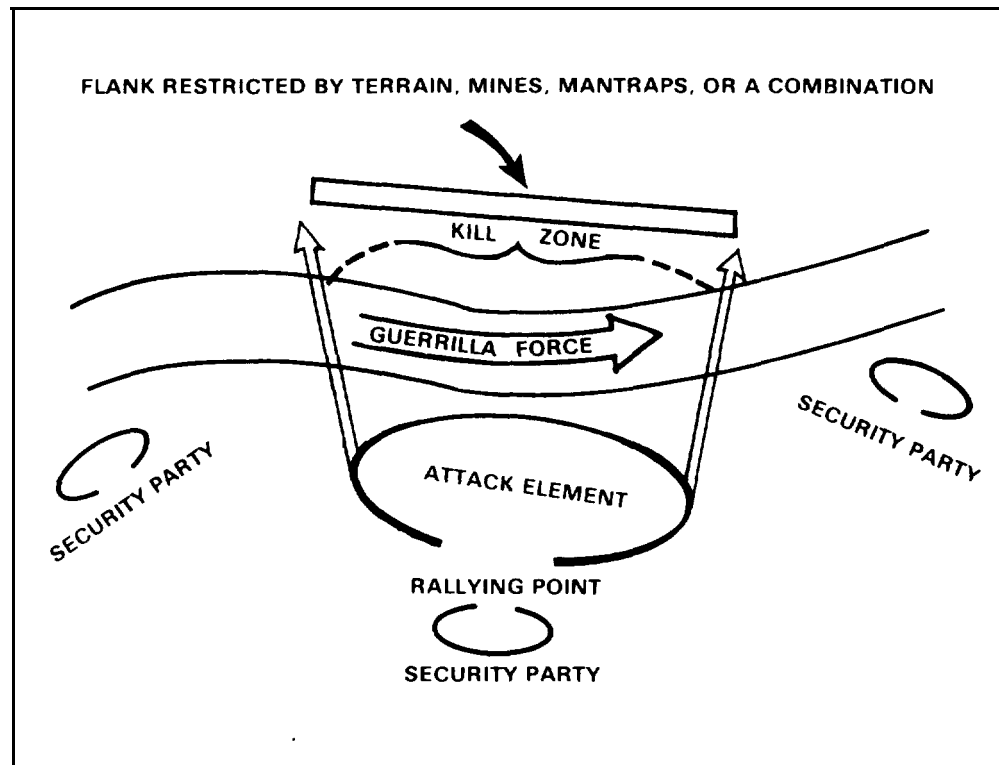 FLANK RESTRICTED BY TERRAIN, MINES, MANTRAPS, OR A COMBINATION
KILL ZONE
GUERRILLA FORCE
SECURITY PARTY
ATTACK ELEMENT
SECURITY PARTY
RALLYING POINT
SECURITY PARTY